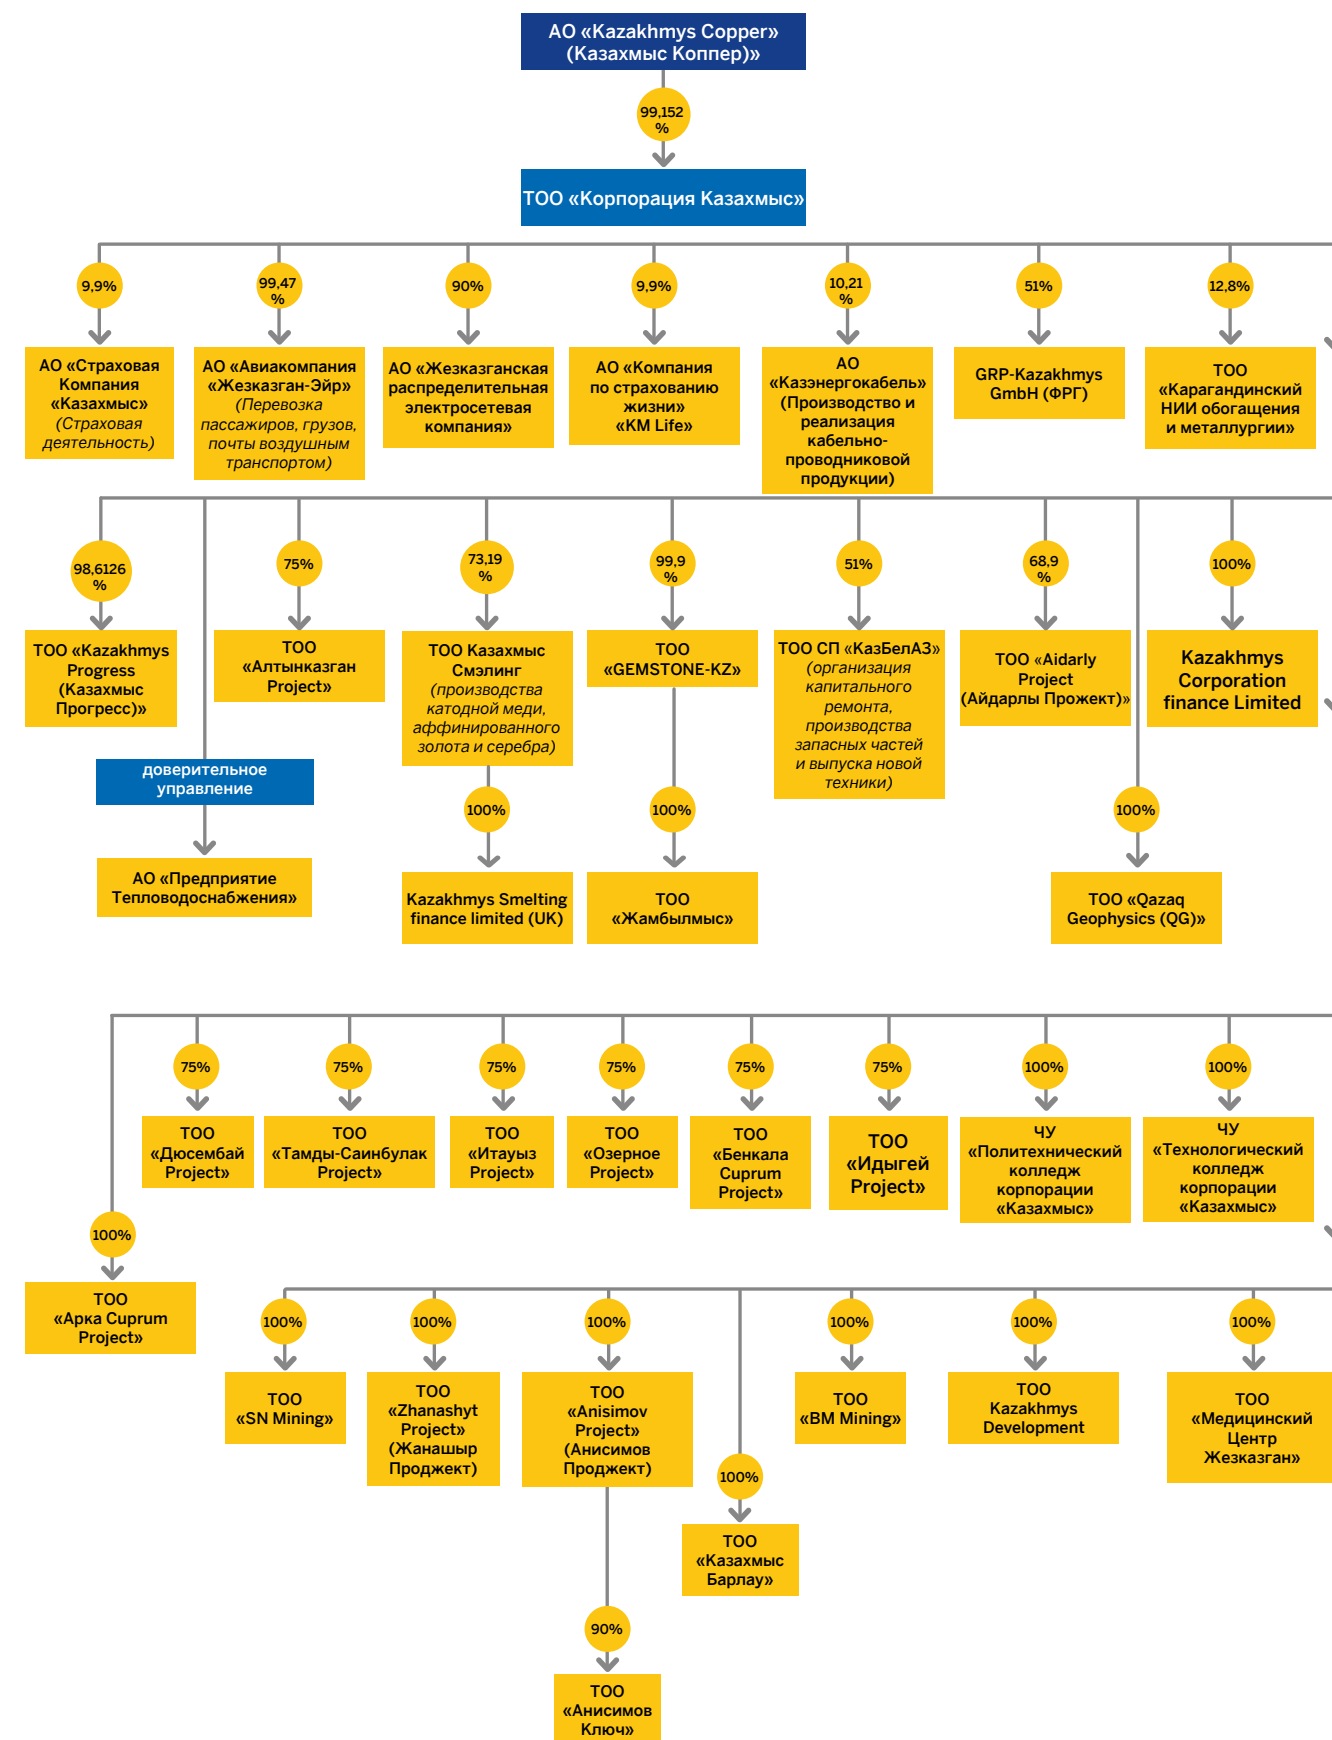 АО «Kazakhmys Copper»
(Казахмыс Коппер)»
99,152
%
ТОО «Корпорация Казахмыс»
9,9%
99,47
%
90%
9,9%
10,21
%
51%
12,8%
АО «Страховая
Компания
«Казахмыс»
(Страховая
деятельность)
АО «Авиакомпания
«Жезказган-Эйр»
(Перевозка
пассажиров, грузов,
почты воздушным
транспортом)
АО «Жезказганская
распределительная
электросетевая
компания»
АО «Компания
по страхованию
жизни»
«KM Life»
АО
«Казэнергокабель»
(Производство и
реализация
кабельно-
проводниковой
продукции)
GRP-Kazakhmys
GmbH (ФРГ)
ТОО
«Карагандинский
НИИ обогащения
и металлургии»
98,6126
%
75%
73,19
%
99,9
%
51%
68,9
%
100%
ТОО «Kazakhmys
Progress
(Казахмыс
Прогресс)»
ТОО
«Алтынказган
Project»
ТОО Казахмыс
Смэлинг
(производства
катодной меди,
аффинированного
золота и серебра)
ТОО
«GEMSTONE-KZ»
ТОО СП «КазБелАЗ»
(организация
капитального
ремонта,
производства
запасных частей
и выпуска новой
техники)
ТОО «Aidarly
Project
(Айдарлы Прожект)»
Kazakhmys
Corporation
finance Limited
доверительное
управление
100%
100%
100%
АО «Предприятие
Тепловодоснабжения»
Kazakhmys Smelting
finance limited (UK)
ТОО
«Жамбылмыс»
ТОО «Qazaq
Geophysics (QG)»
75%
75%
75%
75%
75%
75%
100%
100%
ТОО
«Дюсембай
Project»
ТОО
«Тамды-Саинбулак
Project»
ТОО
«Итауыз
Project»
ТОО
«Озерное
Project»
ТОО
«Бенкала
Cuprum
Project»
ТОО
«Идыгей
Project»
ЧУ
«Политехнический
колледж
корпорации
«Казахмыс»
ЧУ
«Технологический
колледж
корпорации
«Казахмыс»
100%
ТОО
«Арка Cuprum
Project»
100%
100%
100%
100%
100%
100%
ТОО
«SN Mining»
ТОО
«Zhanashyt
Project»
(Жанашыр
Проджект)
ТОО
«Anisimov
Project»
(Анисимов
Проджект)
ТОО
«BM Mining»
ТОО
Kazakhmys
Development
ТОО
«Медицинский
Центр
Жезказган»
100%
ТОО
«Казахмыс
Барлау»
90%
ТОО
«Анисимов
Ключ»